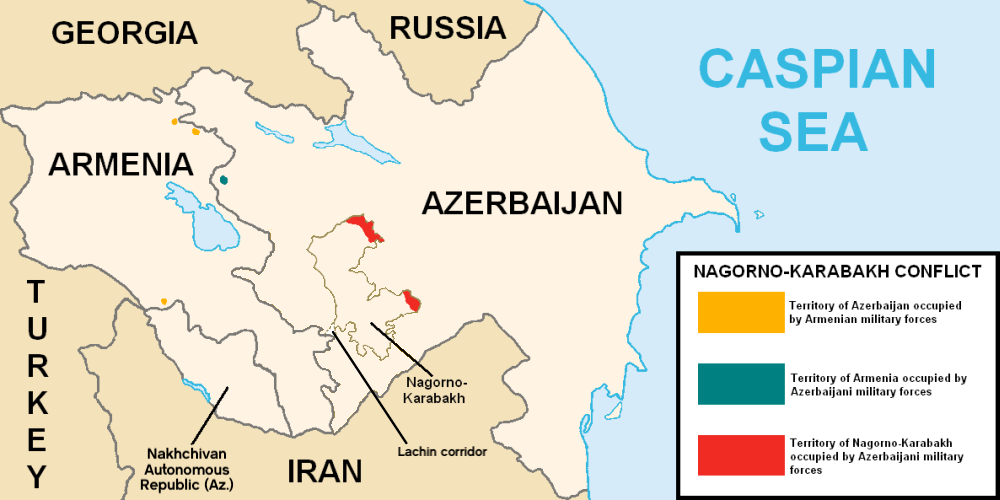 GEORGIA
RUSSIA
CASPIAN
SEA
ARMENIA
AZERBAIJAN
TURKEY
NAGORNO-KARABAKH CONFLICT
Territory of Azerbaijan occupied
by Armenian military forces
Territory of Armenia occupied by
Azerbaijani military forces
Territory of Nagorno-Karabakh
occupied by Azerbaijani military
forces
Nagorno-
Karabakh
Lachin corridor
Nakhchivan
Autonomous
Republic (Az.)
IRAN